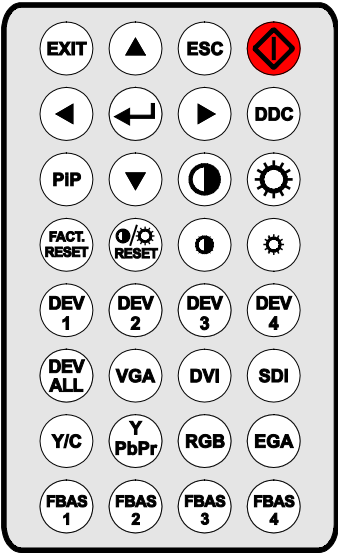 EXIT ESC
DDC
PIP
FACT.
RESET
/
RESET
DEV
1
DEV
2
DEV
3
DEV
4
DEV
ALL
VGA DVI SDI
Y/C
Y
PbPr
RGB EGA
FBAS
1
FBAS
2
FBAS
3
FBAS
4